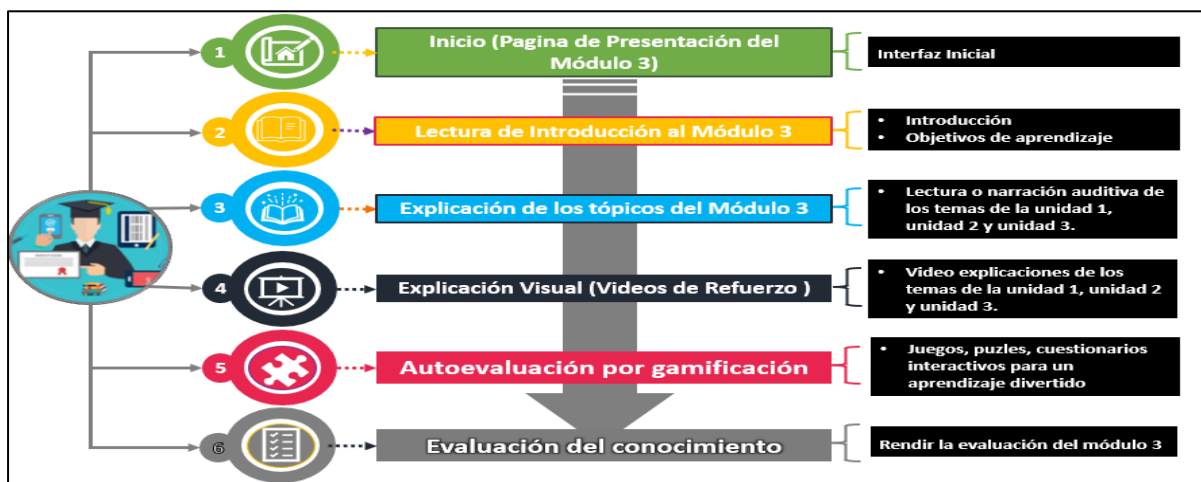 1
Inicio (Pagina de Presentación del
Módulo 3)
Interfaz Inicial
2
Lectura de Introducción al Módulo 3
• Introducción
• Objetivos de aprendizaje
3
Explicación de los tópicos del Módulo 3
• Lectura o narración auditiva de
los temas de la unidad 1,
unidad 2 y unidad 3.
4
Explicación Visual (Videos de Refuerzo )
• Video explicaciones de los
temas de la unidad 1, unidad 2
y unidad 3.
5
Autoevaluación por gamificación
• Juegos, puzles, cuestionarios
interactivos para un
aprendizaje divertido
6
Evaluación del conocimiento
Rendir la evaluación del módulo 3